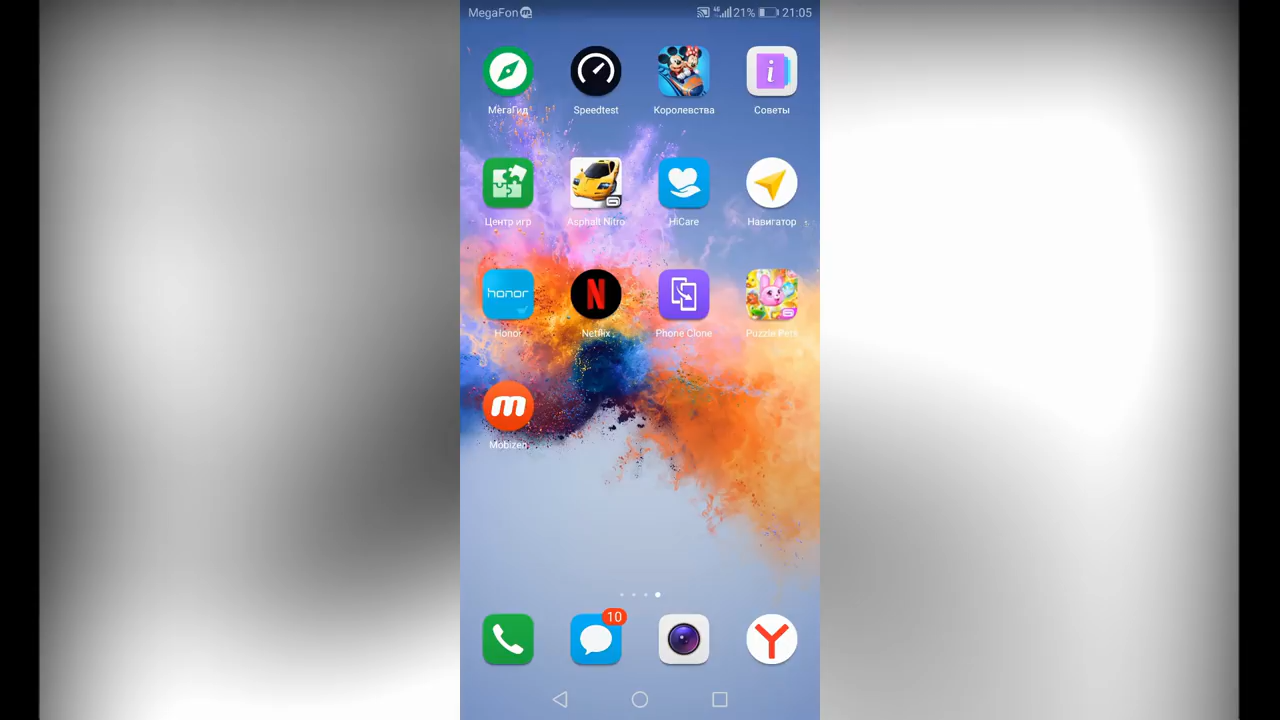 MegaFon 4G 21% 21:05
МегаГид Speedtest Королевства Советы
Центр игр Asphalt Nitro HiCare Навигатор
honor
Honor Netflix Phone Clone Puzzle Pets
Mobizen
10